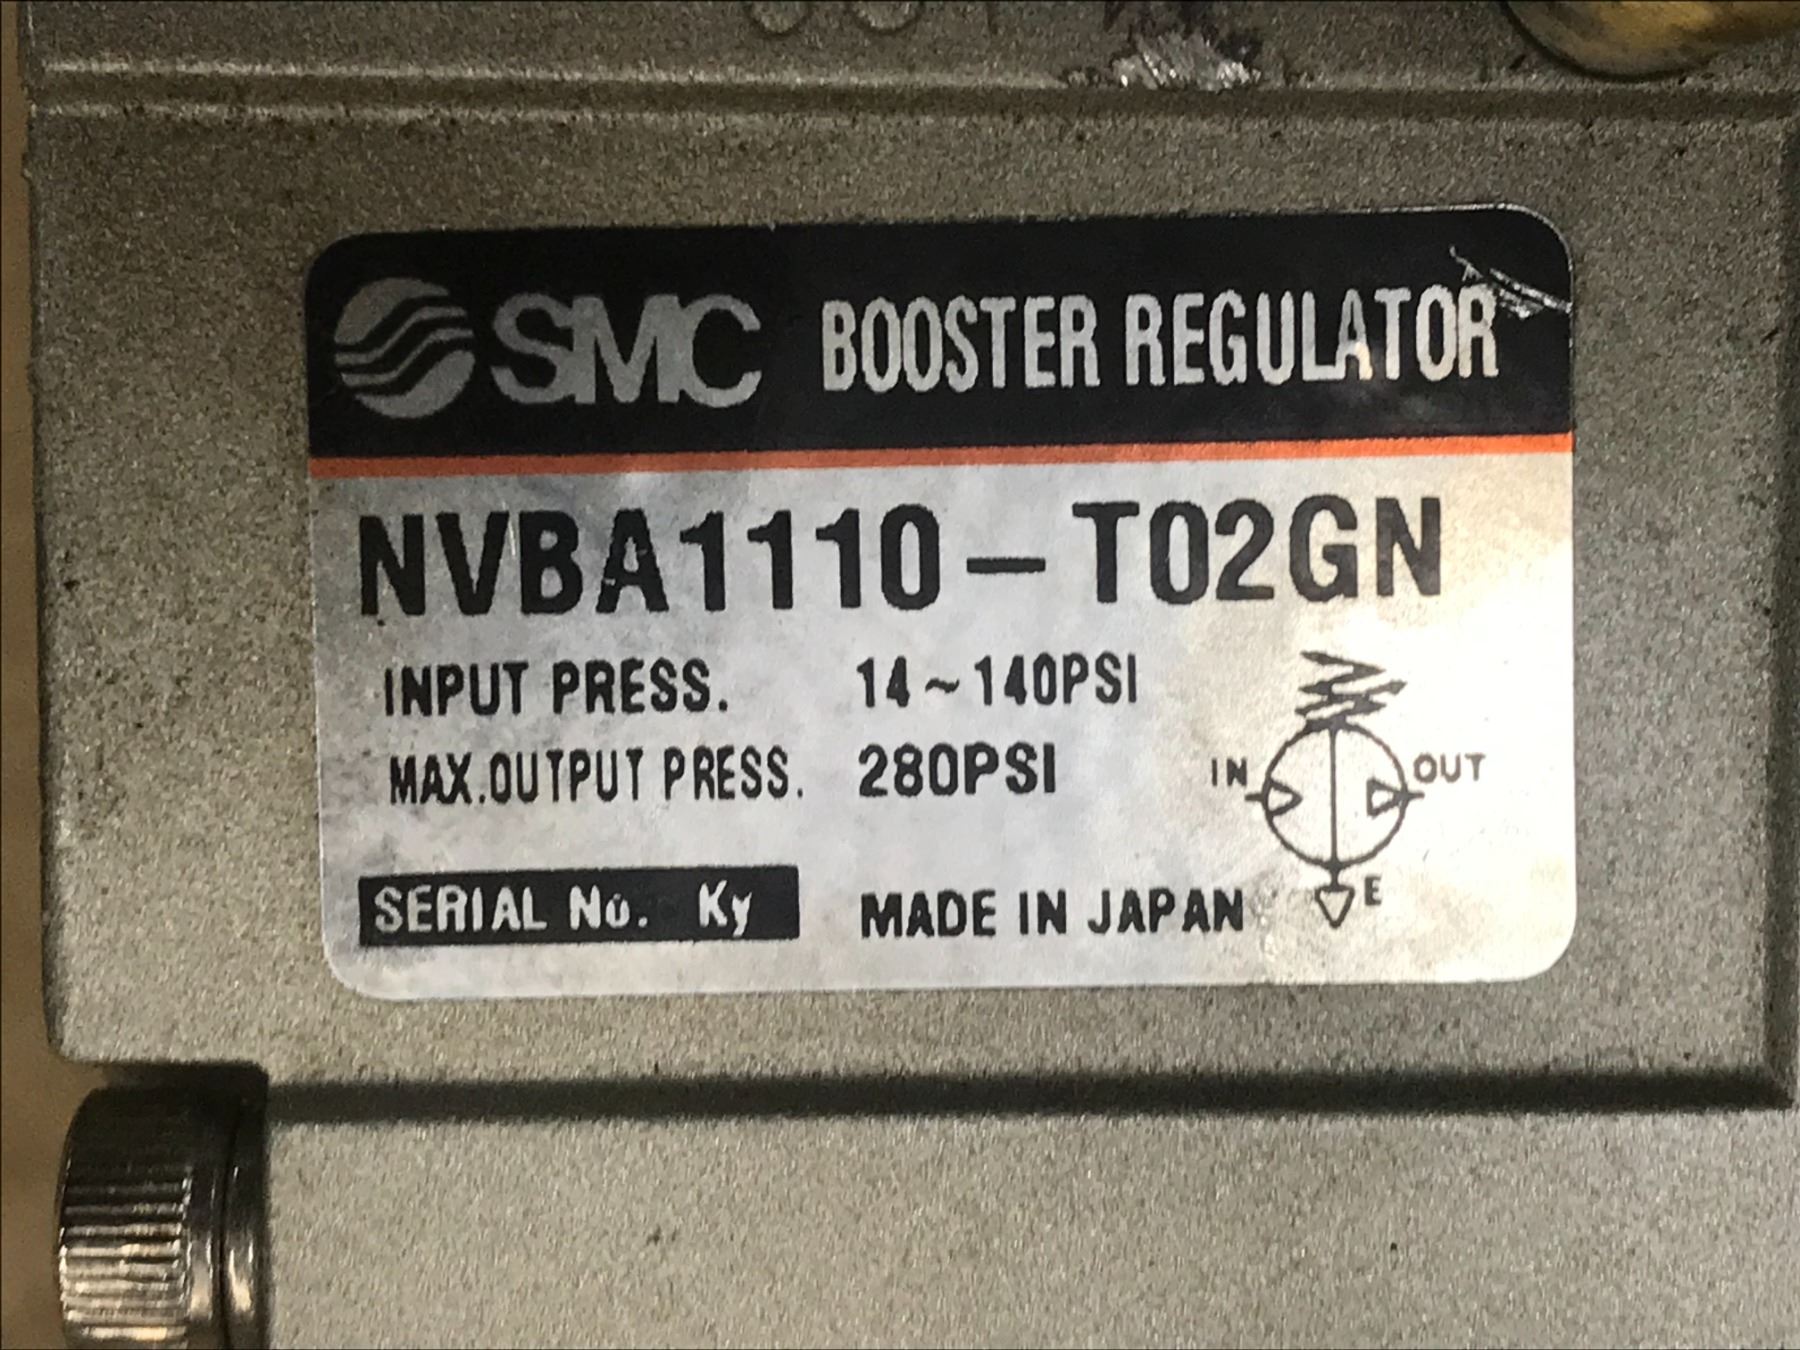 SMC BOOSTER REGULATOR
NVBA1110-T02GN
INPUT PRESS. 14~140PSI
MAX.OUTPUT PRESS. 280PSI
IN OUT
SERIAL No. Ky MADE IN JAPAN
E